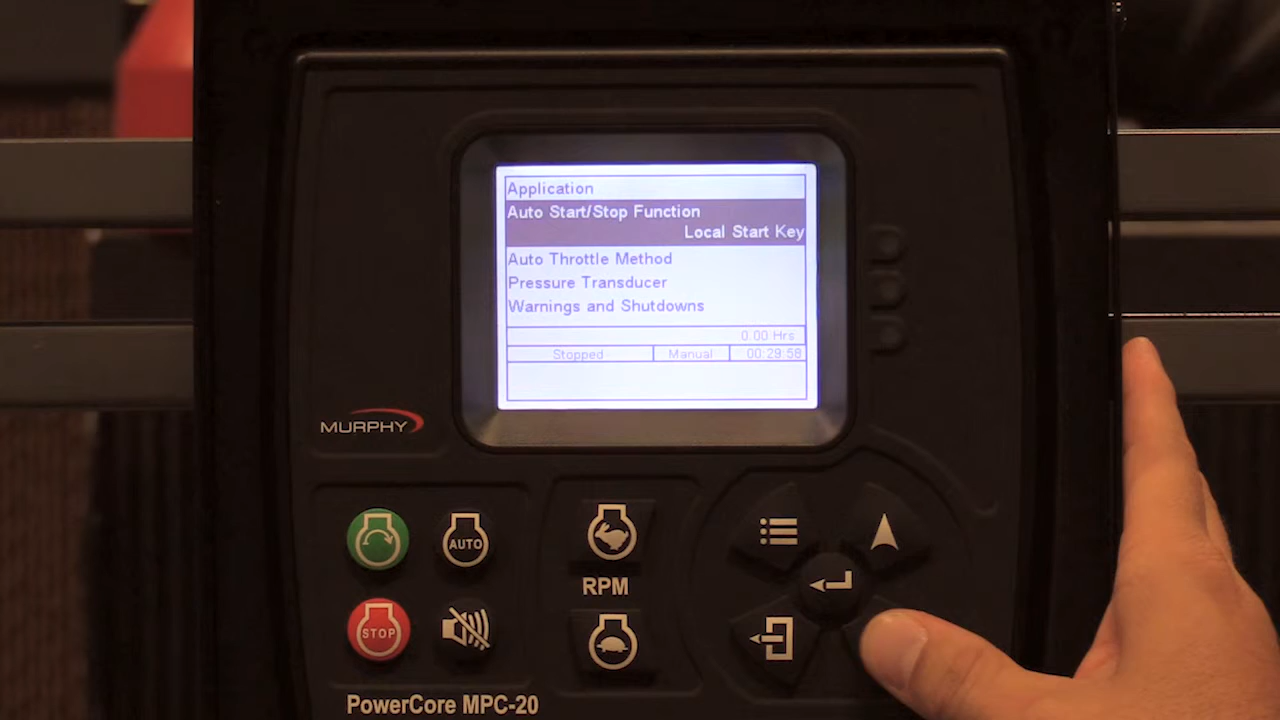 Application
Auto Start/Stop Function
Local Start Key
Auto Throttle Method
Pressure Transducer
Warnings and Shutdowns
0.00 Hrs
Stopped Manual 00:29:58
MURPHY
AUTO
RPM
STOP
PowerCore MPC-20